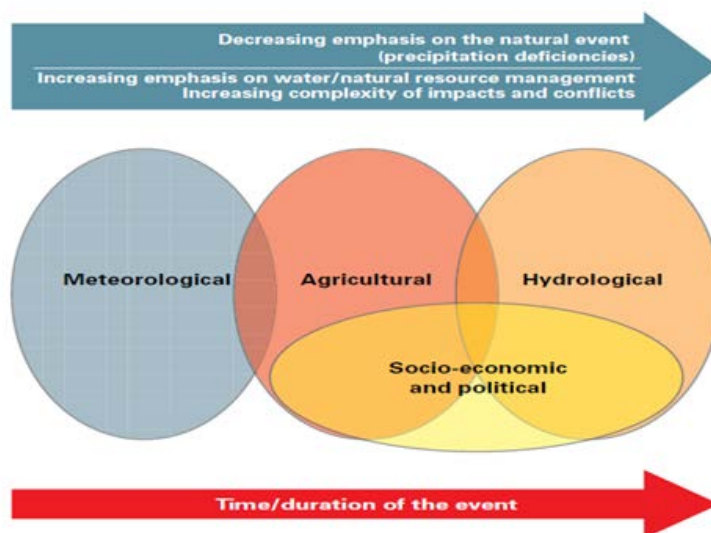 Decreasing emphasis on the natural event
(precipitation deficiencies)
Increasing emphasis on water/natural resource management
Increasing complexity of impacts and conflicts
Meteorological
Agricultural
Hydrological
Socio-economic
and political
Time/duration of the event